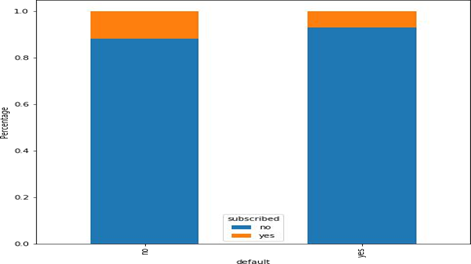 1.0
0.8
0.6
0.4
0.2
0.0
Percentage
subscribed
no
yes
no
yes
default